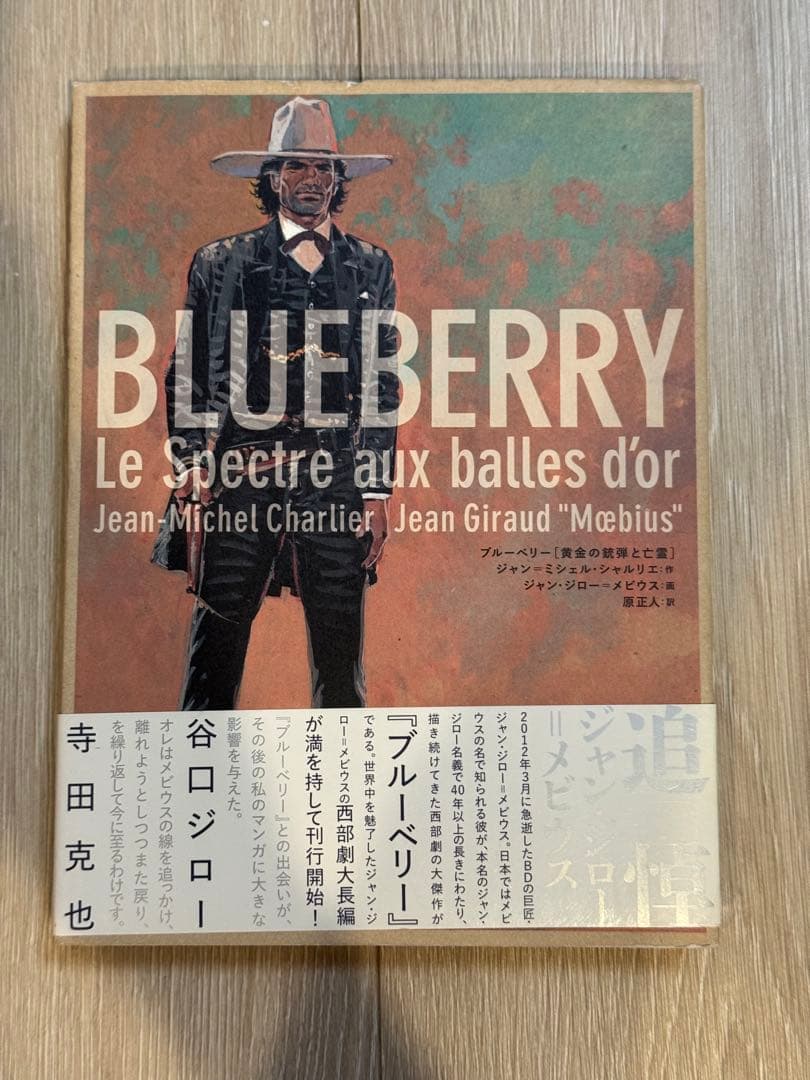 BLUEBERRY
Le Spectre aux balles d'or
Jean-Michel Charlier Jean Giraud "Mœbius"
ブルーベリー[黄金の銃弾と亡霊]
ジャン=ミシェル・シャルリエ:作
ジャン・ジロー=メビウス:画
原正人:訳
追悼
ジャン・ジロー
=メビウス
2012年3月に急逝したBDの巨匠・
ジャン・ジロー=メビウス。日本ではメビ
ウスの名で知られる彼が、本名のジャン・
ジロー名義で40年以上の長きにわたり、
描き続けてきた西部劇の大傑作が
『ブルーベリー』
である。世界中を魅了したジャン・ジ
ロー=メビウスの西部劇大長編
が満を持して刊行開始!
『ブルーベリー』との出会いが、
その後の私のマンガに大きな
影響を与えた。
谷口ジロー
オレはメビウスの線を追っかけ、
離れようとしつつまた戻り、
を繰り返して今に至るわけです。
寺田克也